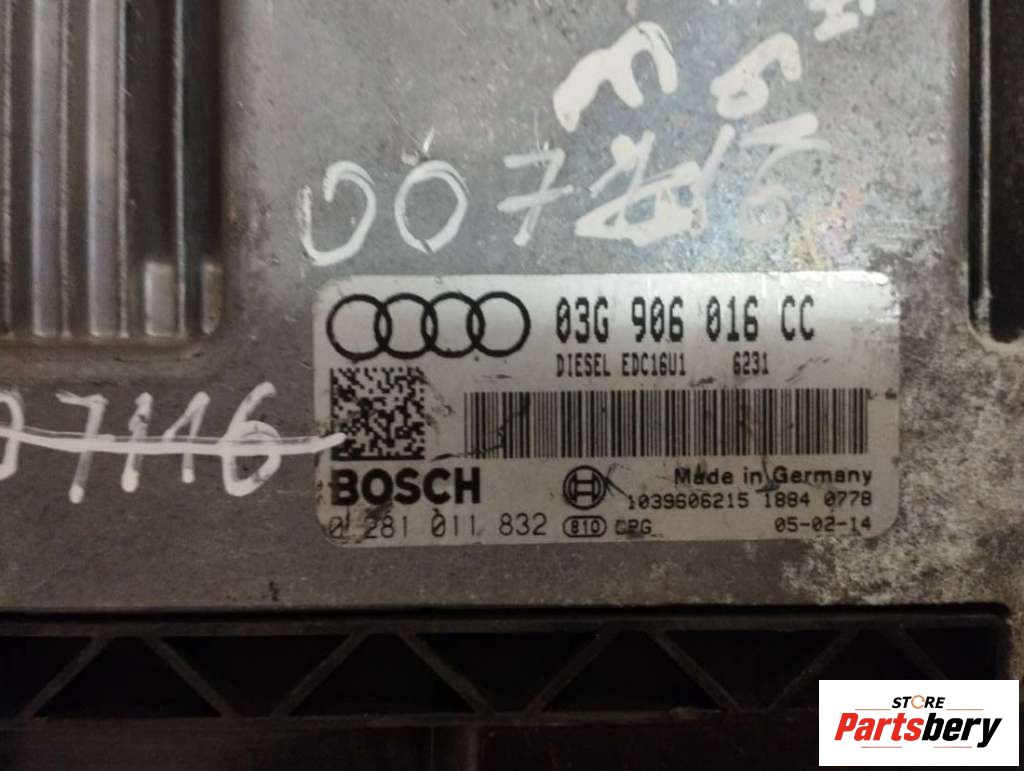 007
07116
03G 906 016 CC
DIESEL EDC16U1 6231
BOSCH
Made in Germany
1039S06215 1884 0778
0 281 011 832 810 CPG 05-02-14
STORE
Partsbery